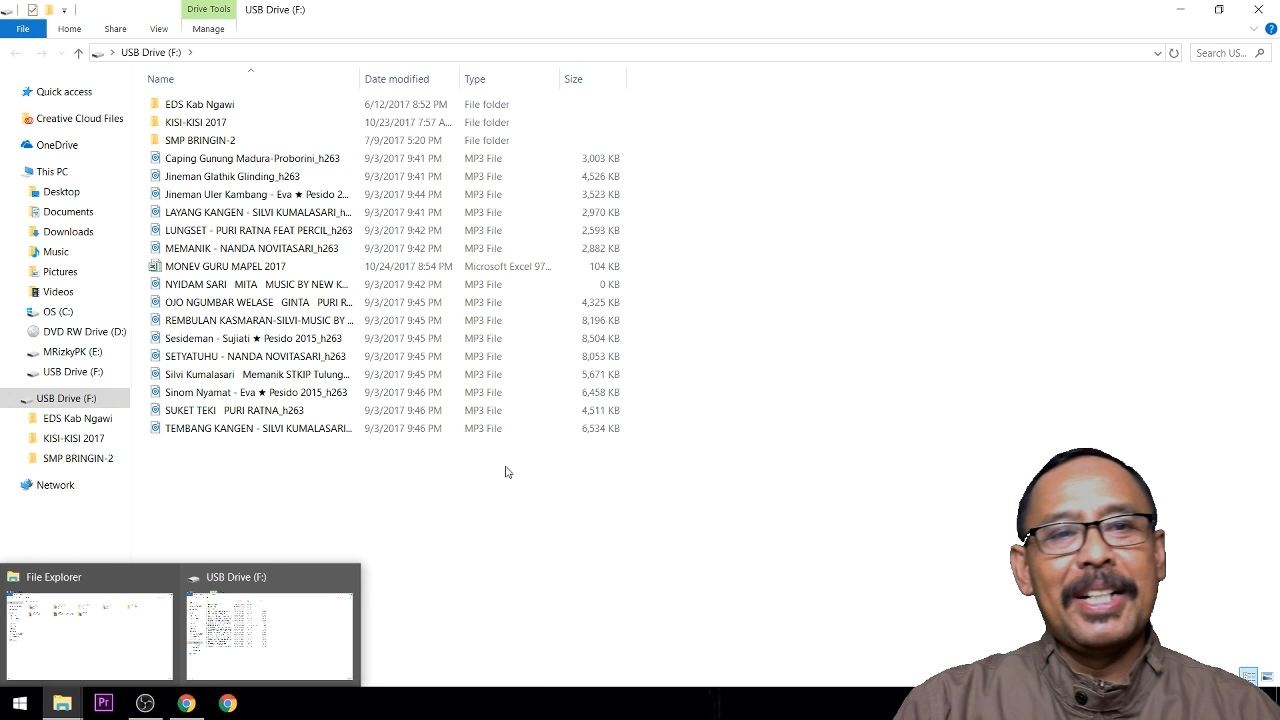 Drive Tools USB Drive (F:)
File Home Share View Manage
USB Drive (F:) Search US...
Name Date modified Type Size
Quick access
Creative Cloud Files
OneDrive
This PC
Desktop
Documents
Downloads
Music
Pictures
Videos
OS (C:)
DVD RW Drive (D:)
MRizkyPK (E:)
USB Drive (F:)
USB Drive (F:)
EDS Kab Ngawi
KISI-KISI 2017
SMP BRINGIN-2
Network
EDS Kab Ngawi 6/12/2017 8:52 PM File folder
KISI-KISI 2017 10/23/2017 7:57 A... File folder
SMP BRINGIN-2 7/9/2017 5:20 PM File folder
Caping Gunung Madura-Proborini_h263 9/3/2017 9:41 PM MP3 File 3,003 KB
Jineman Glathik Glinding_h263 9/3/2017 9:41 PM MP3 File 4,526 KB
Jineman Uler Kambang - Eva ★ Pesido 2... 9/3/2017 9:44 PM MP3 File 3,523 KB
LAYANG KANGEN - SILVI KUMALASARI_h... 9/3/2017 9:41 PM MP3 File 2,970 KB
LUNGSET - PURI RATNA FEAT PERCIL_h263 9/3/2017 9:42 PM MP3 File 2,593 KB
MEMANIK - NANDA NOVITASARI_h263 9/3/2017 9:42 PM MP3 File 2,882 KB
MONEV GURU MAPEL 2017 10/24/2017 8:54 PM Microsoft Excel 97... 104 KB
NYIDAM SARI MITA MUSIC BY NEW K... 9/3/2017 9:42 PM MP3 File 0 KB
OJO NGUMBAR WELASE GINTA PURI R... 9/3/2017 9:45 PM MP3 File 4,325 KB
REMBULAN KASMARAN-SILVI-MUSIC BY ... 9/3/2017 9:45 PM MP3 File 8,196 KB
Sesideman - Sujiati ★ Pesido 2015_h263 9/3/2017 9:45 PM MP3 File 8,504 KB
SETYATUHU - NANDA NOVITASARI_h263 9/3/2017 9:45 PM MP3 File 8,053 KB
Silvi Kumalasari Memanik STKIP Tulung... 9/3/2017 9:45 PM MP3 File 5,671 KB
Sinom Nyamat - Eva ★ Pesido 2015_h263 9/3/2017 9:46 PM MP3 File 6,458 KB
SUKET TEKI PURI RATNA_h263 9/3/2017 9:46 PM MP3 File 4,511 KB
TEMBANG KANGEN - SILVI KUMALASARI... 9/3/2017 9:46 PM MP3 File 6,534 KB
File Explorer USB Drive (F:)
Pr